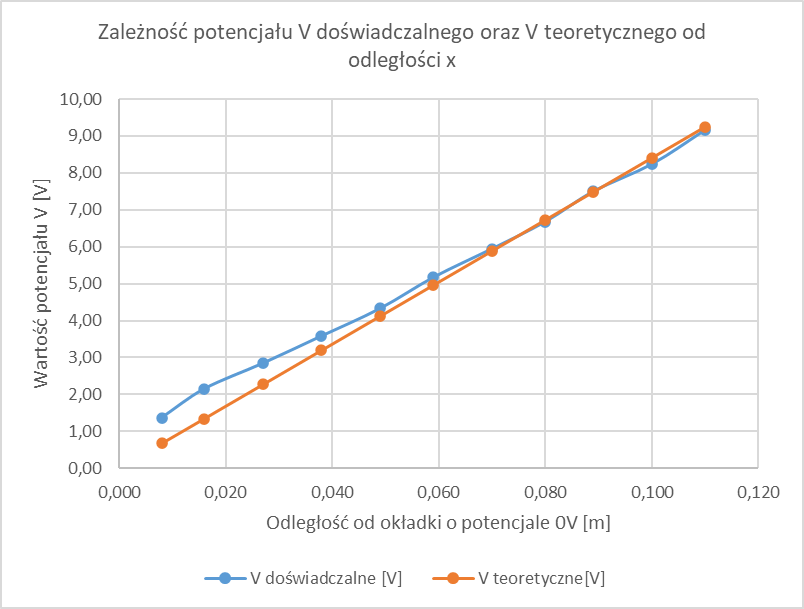 Zależność potencjału V doświadczalnego oraz V teoretycznego od
odległości x
Wartość potencjału V [V]
10,00
9,00
8,00
7,00
6,00
5,00
4,00
3,00
2,00
1,00
0,00
0,000 0,020 0,040 0,060 0,080 0,100 0,120
Odległość od okładki o potencjale 0V [m]
V doświadczalne [V] V teoretyczne[V]